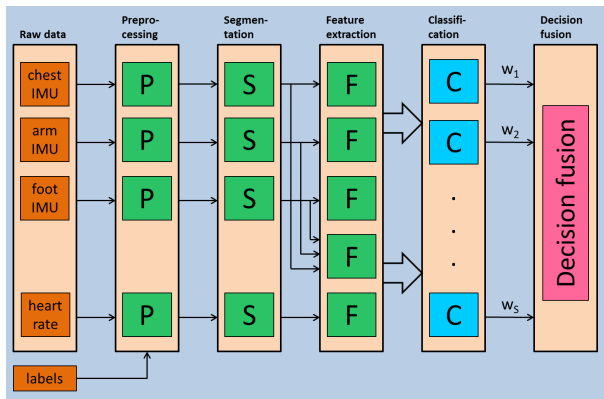 Raw data
Prepro-
cessing
Segmen-
tation
Feature
extraction
Classifi-
cation
Decision
fusion
chest
IMU
P
S
F
C
w1
arm
IMU
P
S
F
C
w2
foot
IMU
P
S
F
.
.
.
F
heart
rate
P
S
F
C
wS
Decision fusion
labels